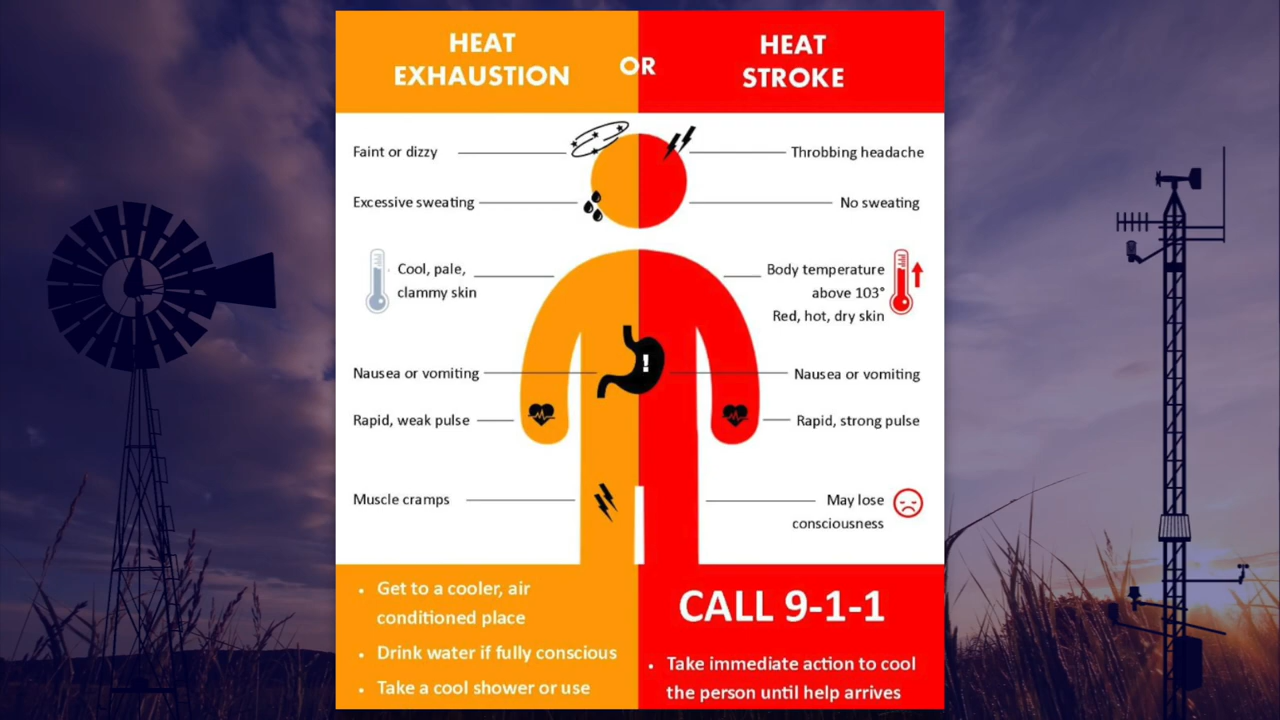 HEAT
EXHAUSTION
OR
HEAT
STROKE
Faint or dizzy
Throbbing headache
Excessive sweating
No sweating
Cool, pale,
clammy skin
Body temperature
above 103°
Red, hot, dry skin
!
Nausea or vomiting
Nausea or vomiting
Rapid, weak pulse
Rapid, strong pulse
Muscle cramps
May lose
consciousness
• Get to a cooler, air
conditioned place
• Drink water if fully conscious
• Take a cool shower or use
CALL 9-1-1
• Take immediate action to cool
the person until help arrives